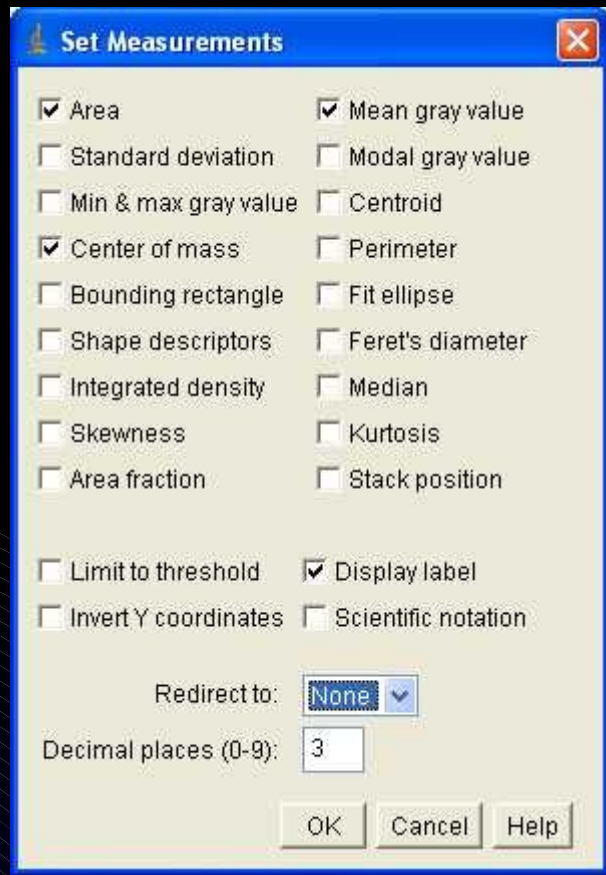 Set Measurements
Area Mean gray value
Standard deviation Modal gray value
Min & max gray value Centroid
Center of mass Perimeter
Bounding rectangle Fit ellipse
Shape descriptors Feret's diameter
Integrated density Median
Skewness Kurtosis
Area fraction Stack position
Limit to threshold Display label
Invert Y coordinates Scientific notation
Redirect to: None
Decimal places (0-9): 3
OK Cancel Help